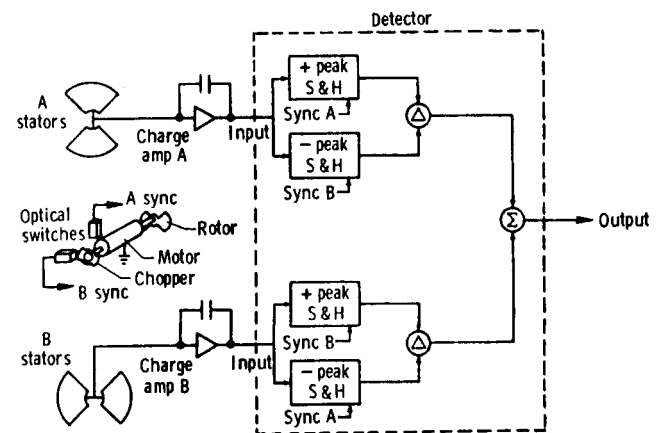 Detector
A
stators
Charge
amp A
Input
+ peak
S & H
Sync A
Δ
− peak
S & H
Sync B
A sync
Optical
switches
Rotor
Motor
Chopper
B sync
Σ
Output
B
stators
Charge
amp B
Input
+ peak
S & H
Sync B
Δ
− peak
S & H
Sync A